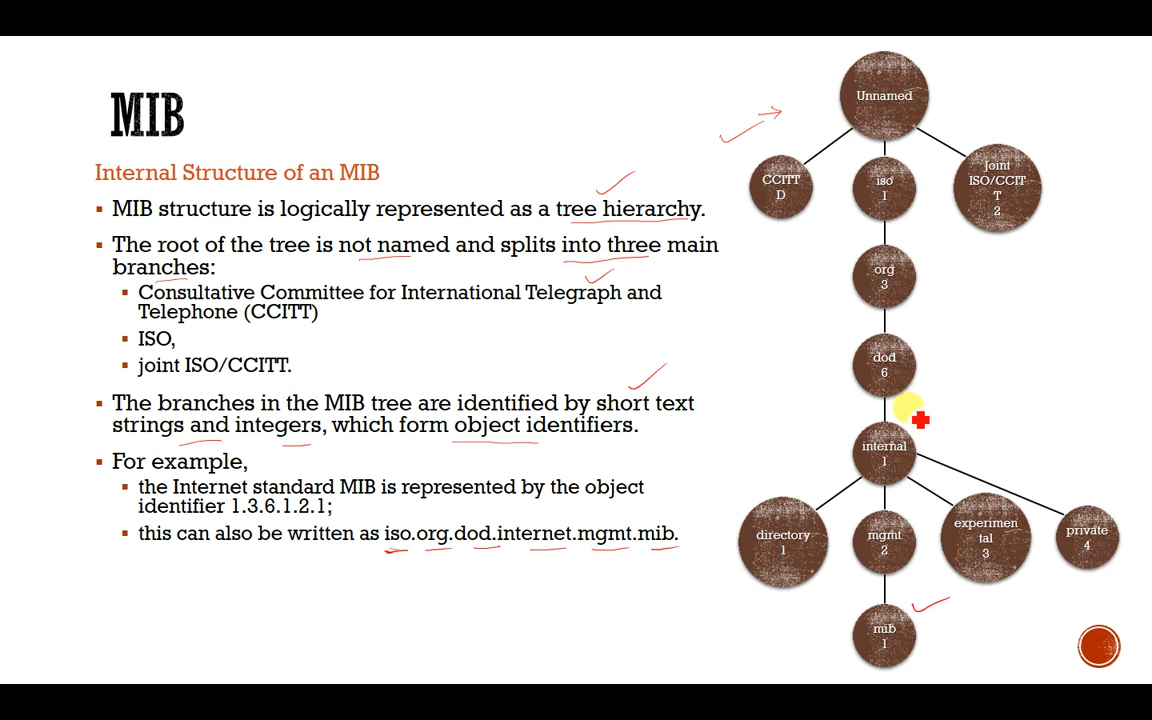 MIB
Internal Structure of an MIB
▪ MIB structure is logically represented as a tree hierarchy.
▪ The root of the tree is not named and splits into three main
branches:
▪ Consultative Committee for International Telegraph and
Telephone (CCITT)
▪ ISO,
▪ joint ISO/CCITT.
▪ The branches in the MIB tree are identified by short text
strings and integers, which form object identifiers.
▪ For example,
▪ the Internet standard MIB is represented by the object
identifier 1.3.6.1.2.1;
▪ this can also be written as iso.org.dod.internet.mgmt.mib.
Unnamed
CCITT
D
iso
1
joint
ISO/CCIT
T
2
org
3
dod
6
internal
1
directory
1
mgmt
2
experimen
tal
3
private
4
mib
1